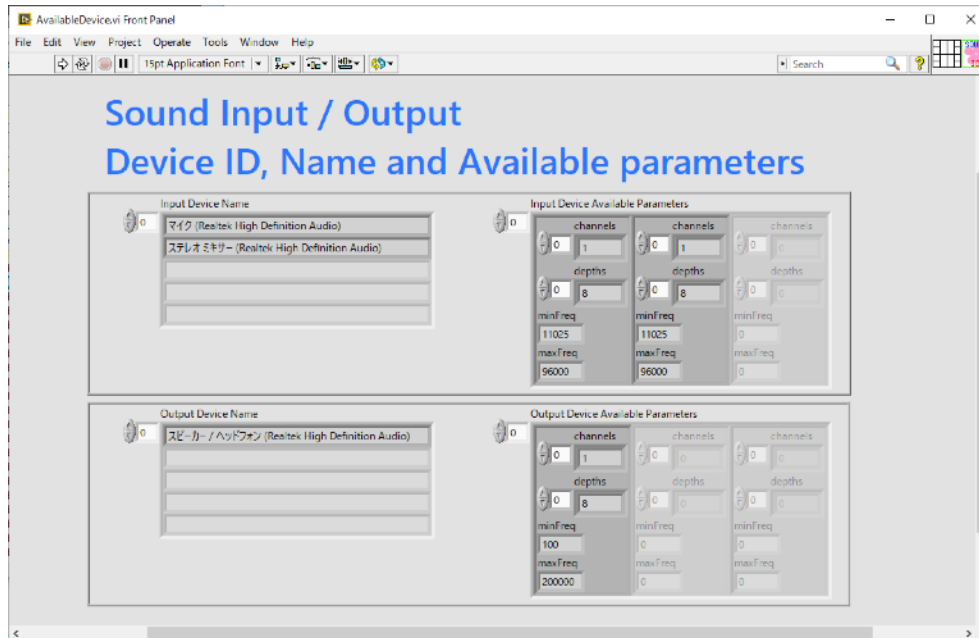 AvailableDevice.vi Front Panel
File Edit View Project Operate Tools Window Help
15pt Application Font
Search
Sound Input / Output
Device ID, Name and Available parameters
Input Device Name
0
マイク (Realtek High Definition Audio)
ステレオ ミキサー (Realtek High Definition Audio)
Input Device Available Parameters
0
channels channels channels
0 1 0 1 0 0
depths depths depths
0 8 0 8 0 0
minFreq minFreq minFreq
11025 11025 0
maxFreq maxFreq maxFreq
96000 96000 0
Output Device Name
0
スピーカー / ヘッドフォン (Realtek High Definition Audio)
Output Device Available Parameters
0
channels channels channels
0 1 0 0 0 0
depths depths depths
0 8 0 0 0 0
minFreq minFreq minFreq
100 0 0
maxFreq maxFreq maxFreq
200000 0 0